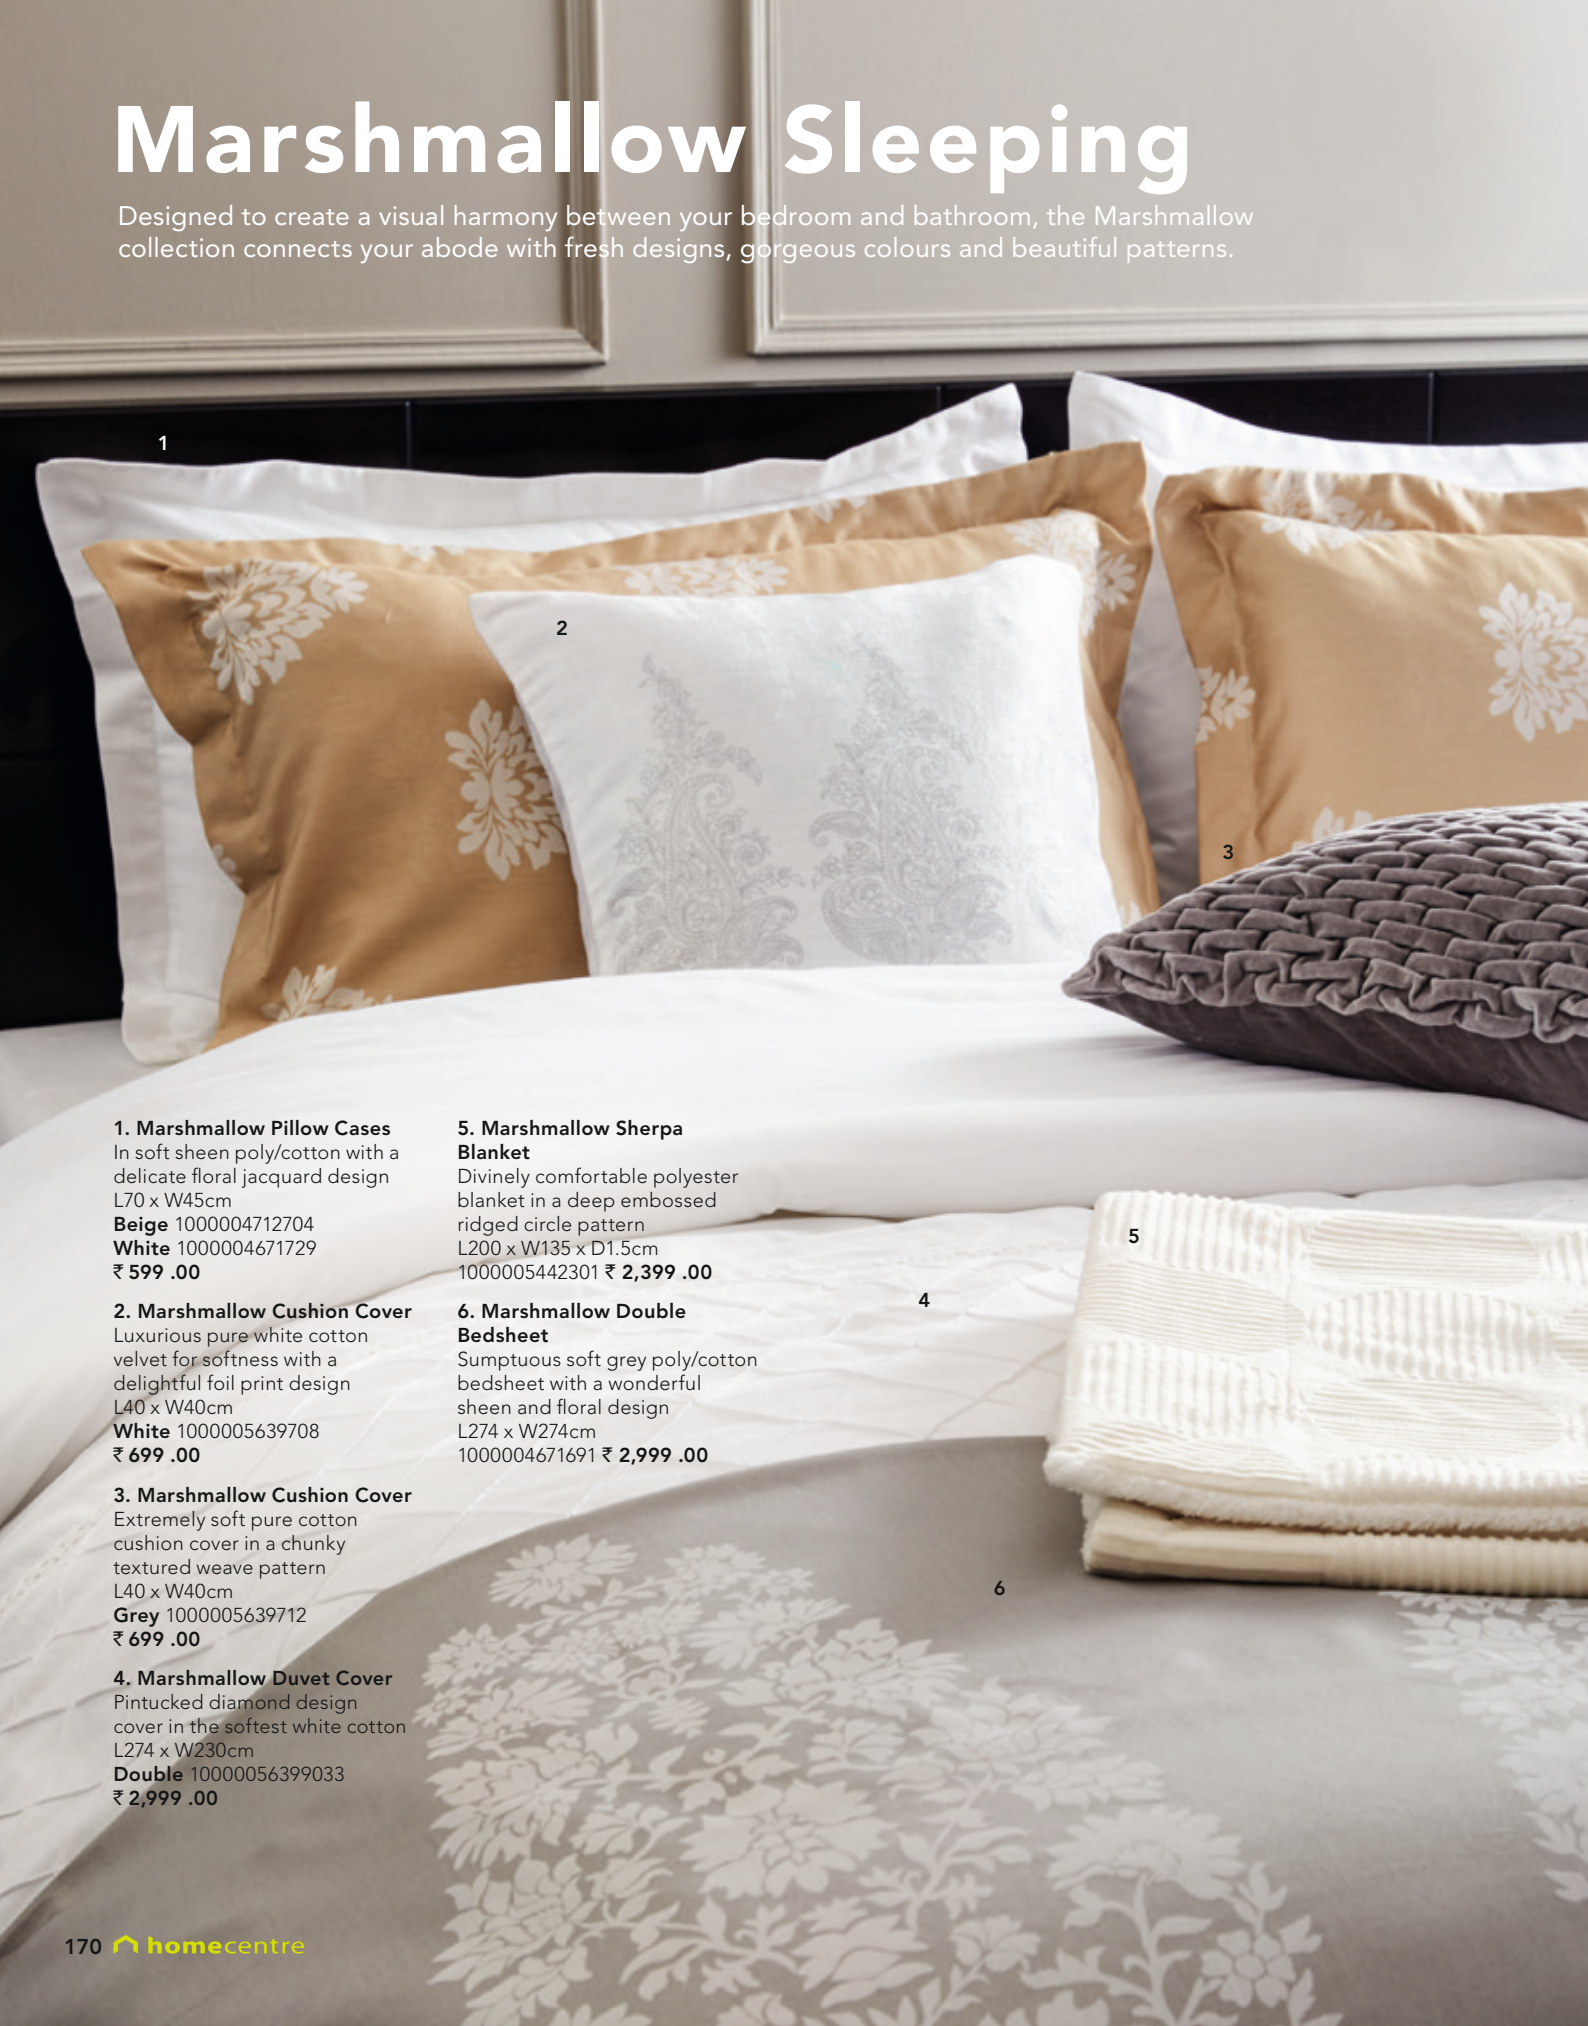 Marshmallow Sleeping
Designed to create a visual harmony between your bedroom and bathroom, the Marshmallow
collection connects your abode with fresh designs, gorgeous colours and beautiful patterns.
1
2
3
1. Marshmallow Pillow Cases
In soft sheen poly/cotton with a
delicate floral jacquard design
L70 x W45cm
Beige 1000004712704
White 1000004671729
₹ 599 .00
2. Marshmallow Cushion Cover
Luxurious pure white cotton
velvet for softness with a
delightful foil print design
L40 x W40cm
White 1000005639708
₹ 699 .00
3. Marshmallow Cushion Cover
Extremely soft pure cotton
cushion cover in a chunky
textured weave pattern
L40 x W40cm
Grey 1000005639712
₹ 699 .00
4. Marshmallow Duvet Cover
Pintucked diamond design
cover in the softest white cotton
L274 x W230cm
Double 10000056399033
₹ 2,999 .00
5. Marshmallow Sherpa
Blanket
Divinely comfortable polyester
blanket in a deep embossed
ridged circle pattern
L200 x W135 x D1.5cm
1000005442301 ₹ 2,399 .00
6. Marshmallow Double
Bedsheet
Sumptuous soft grey poly/cotton
bedsheet with a wonderful
sheen and floral design
L274 x W274cm
1000004671691 ₹ 2,999 .00
5
4
6
170 homecentre